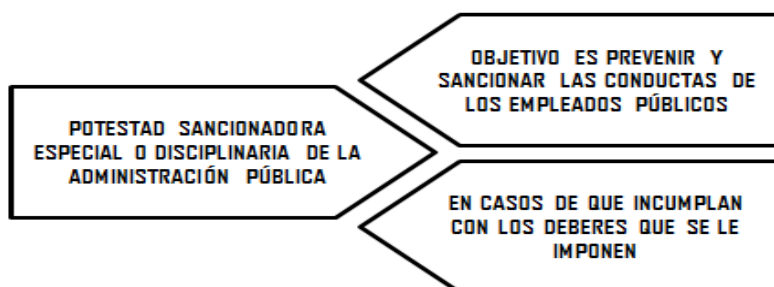 POTESTAD SANCIONADORA
ESPECIAL O DISCIPLINARIA DE LA
ADMINISTRACIÓN PÚBLICA
OBJETIVO ES PREVENIR Y
SANCIONAR LAS CONDUCTAS DE
LOS EMPLEADOS PÚBLICOS
EN CASOS DE QUE INCUMPLAN
CON LOS DEBERES QUE SE LE
IMPONEN